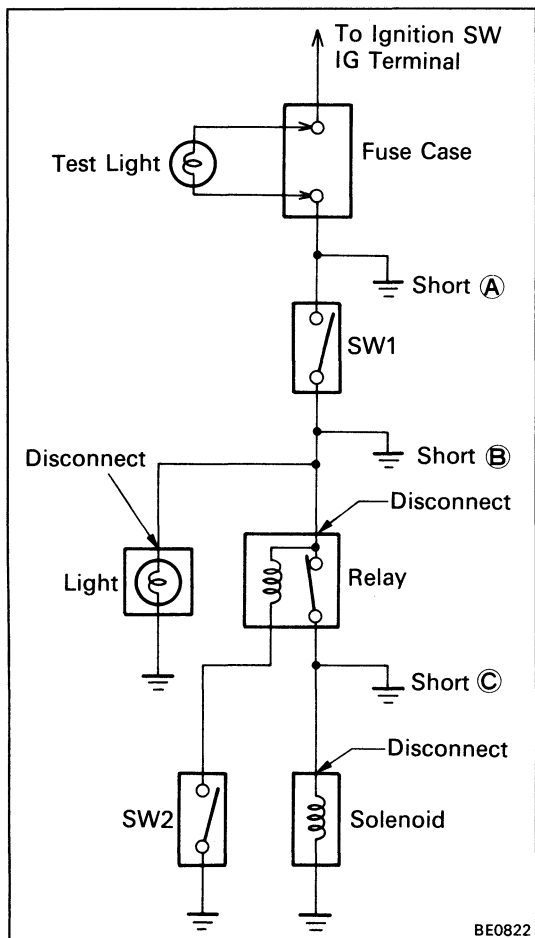 To Ignition SW
IG Terminal
Fuse Case
Test Light
Short Ⓐ
SW1
Short Ⓑ
Disconnect
Disconnect
Light
Relay
Short Ⓒ
Disconnect
SW2
Solenoid
BE0822